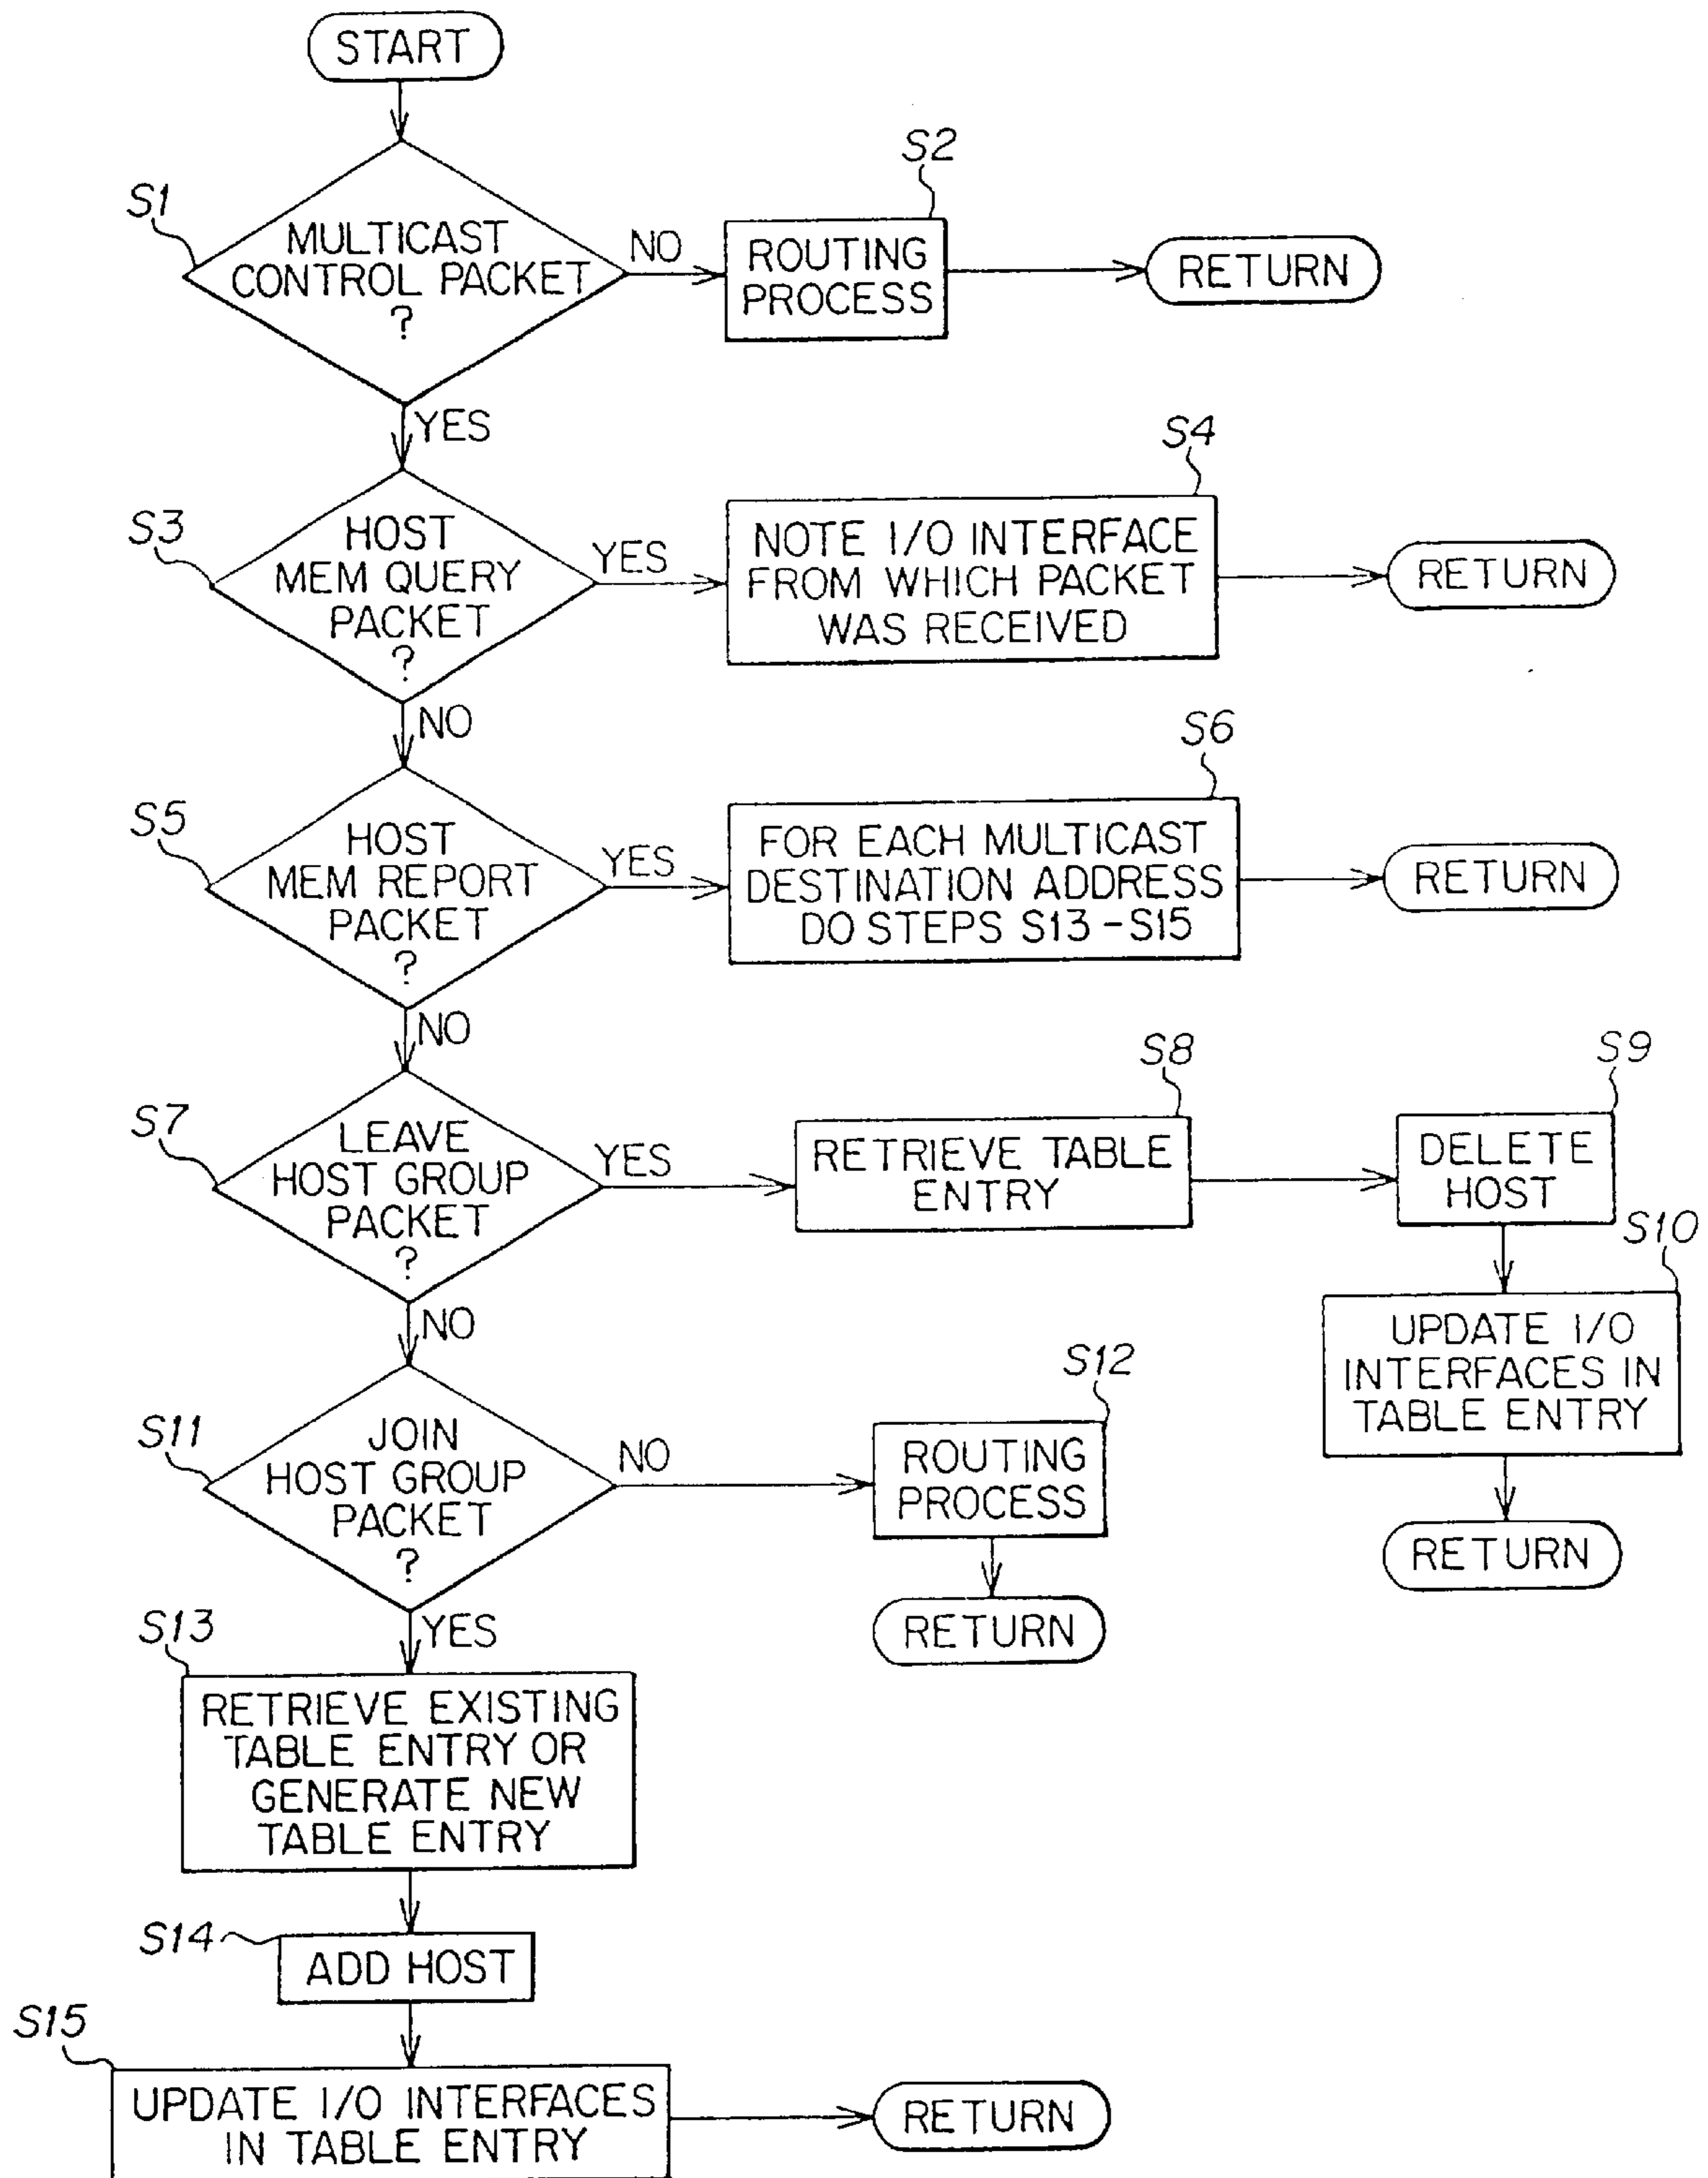 START
S1
MULTICAST
CONTROL PACKET
?
NO
S2
ROUTING
PROCESS
RETURN
YES
S3
HOST
MEM QUERY
PACKET
?
YES
S4
NOTE I/O INTERFACE
FROM WHICH PACKET
WAS RECEIVED
RETURN
NO
S5
HOST
MEM REPORT
PACKET
?
YES
S6
FOR EACH MULTICAST
DESTINATION ADDRESS
DO STEPS S13-S15
RETURN
NO
S7
LEAVE
HOST GROUP
PACKET
?
YES
S8
RETRIEVE TABLE
ENTRY
S9
DELETE
HOST
S10
UPDATE I/O
INTERFACES IN
TABLE ENTRY
RETURN
NO
S11
JOIN
HOST GROUP
PACKET
?
NO
S12
ROUTING
PROCESS
RETURN
YES
S13
RETRIEVE EXISTING
TABLE ENTRY OR
GENERATE NEW
TABLE ENTRY
S14
ADD HOST
S15
UPDATE I/O INTERFACES
IN TABLE ENTRY
RETURN